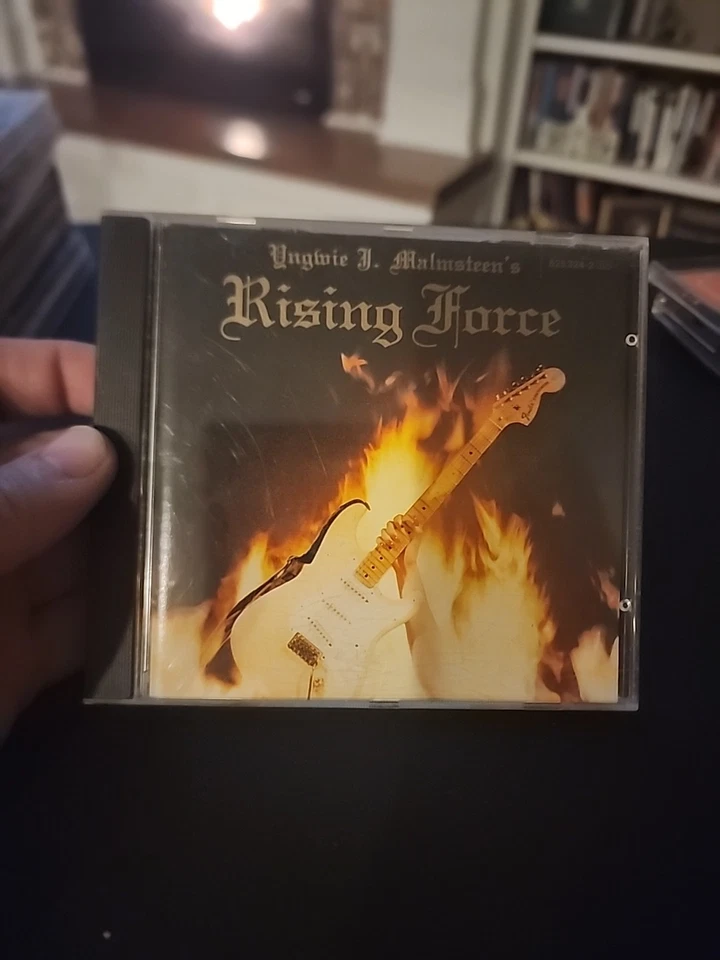 Yngwie J. Malmsteen's
Rising Force